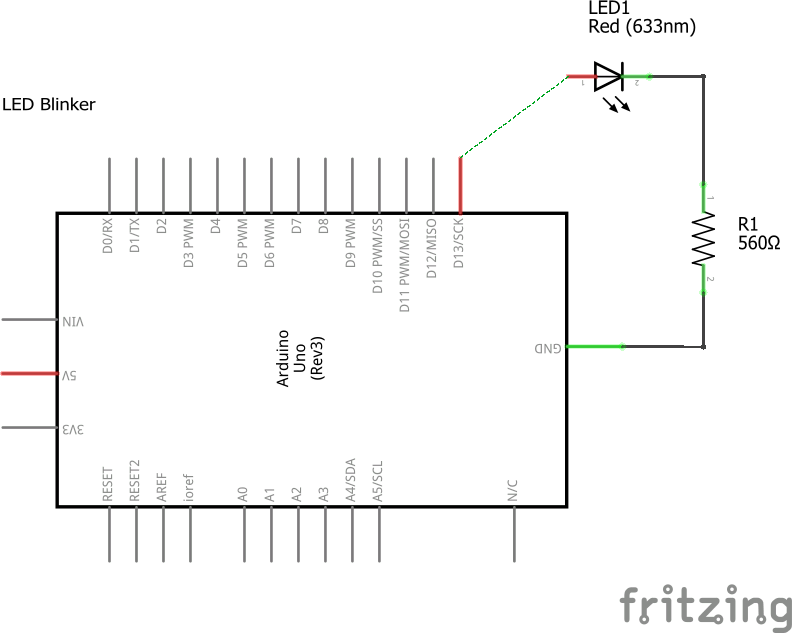 LED1
Red (633nm)
1
2
LED Blinker
D0/RX
D1/TX
D2
D3 PWM
D4
D5 PWM
D6 PWM
D7
D8
D9 PWM
D10 PWM/SS
D11 PWM/MOSI
D12/MISO
D13/SCK
1
R1
560Ω
2
VIN
5V
3V3
Arduino
Uno
(Rev3)
GND
RESET
RESET2
AREF
ioref
A0
A1
A2
A3
A4/SDA
A5/SCL
N/C
fritzing